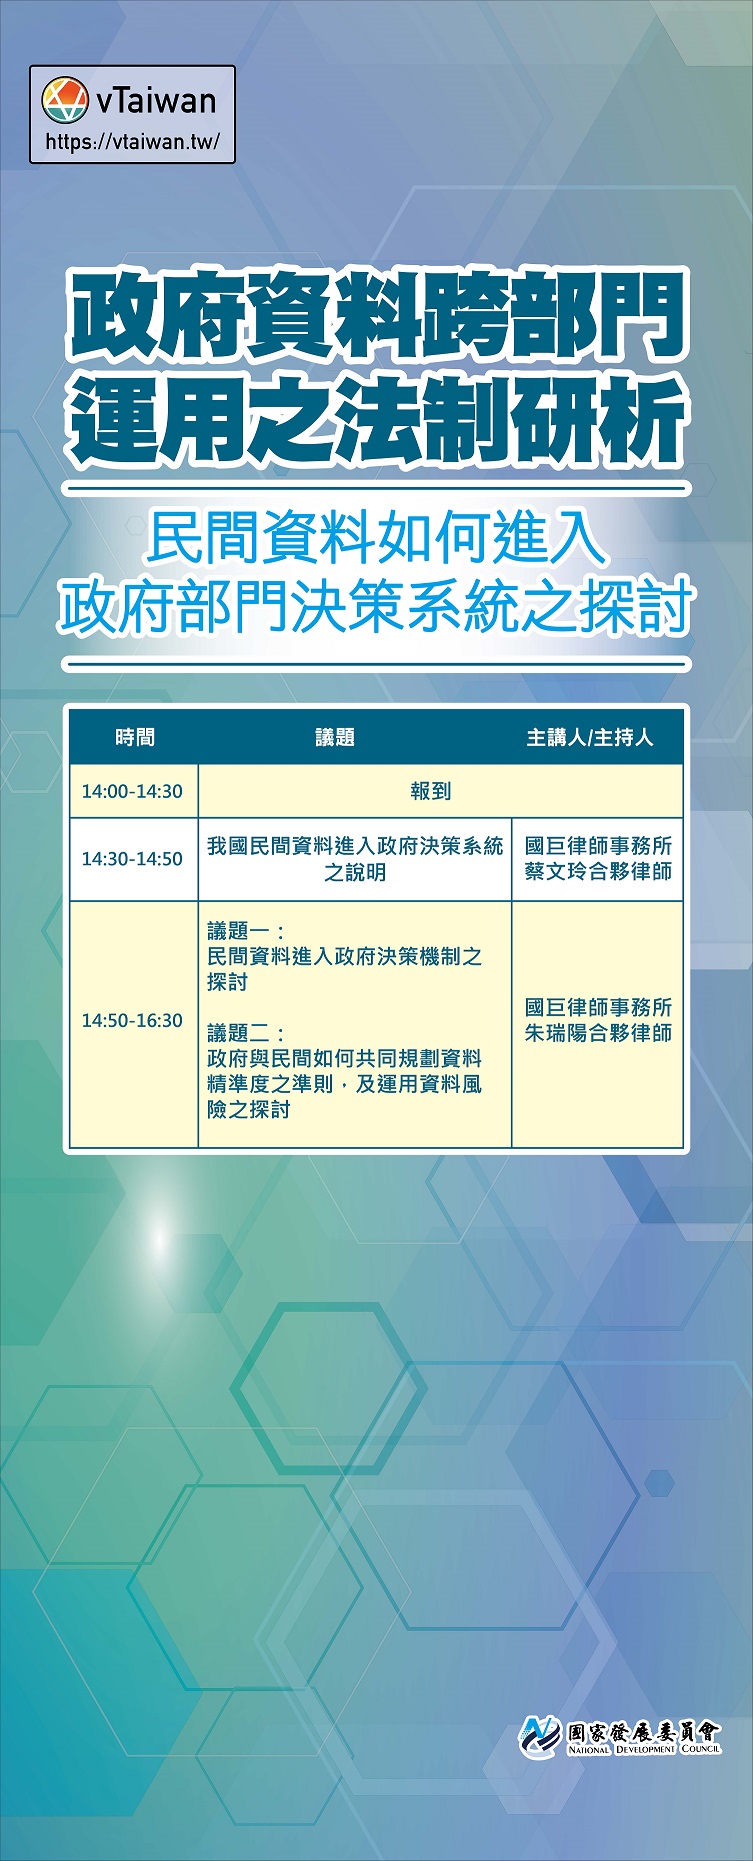 vTaiwan
https://vtaiwan.tw/
政府資料跨部門
運用之法制研析
民間資料如何進入
政府部門決策系統之探討
時間 議題 主講人/主持人
14:00-14:30 報到
14:30-14:50
我國民間資料進入政府決策系統
之說明
國巨律師事務所
蔡文玲合夥律師
14:50-16:30
議題一：
民間資料進入政府決策機制之
探討
議題二：
政府與民間如何共同規劃資料
精準度之準則，及運用資料風
險之探討
國巨律師事務所
朱瑞陽合夥律師
國家發展委員會
NATIONAL DEVELOPMENT COUNCIL